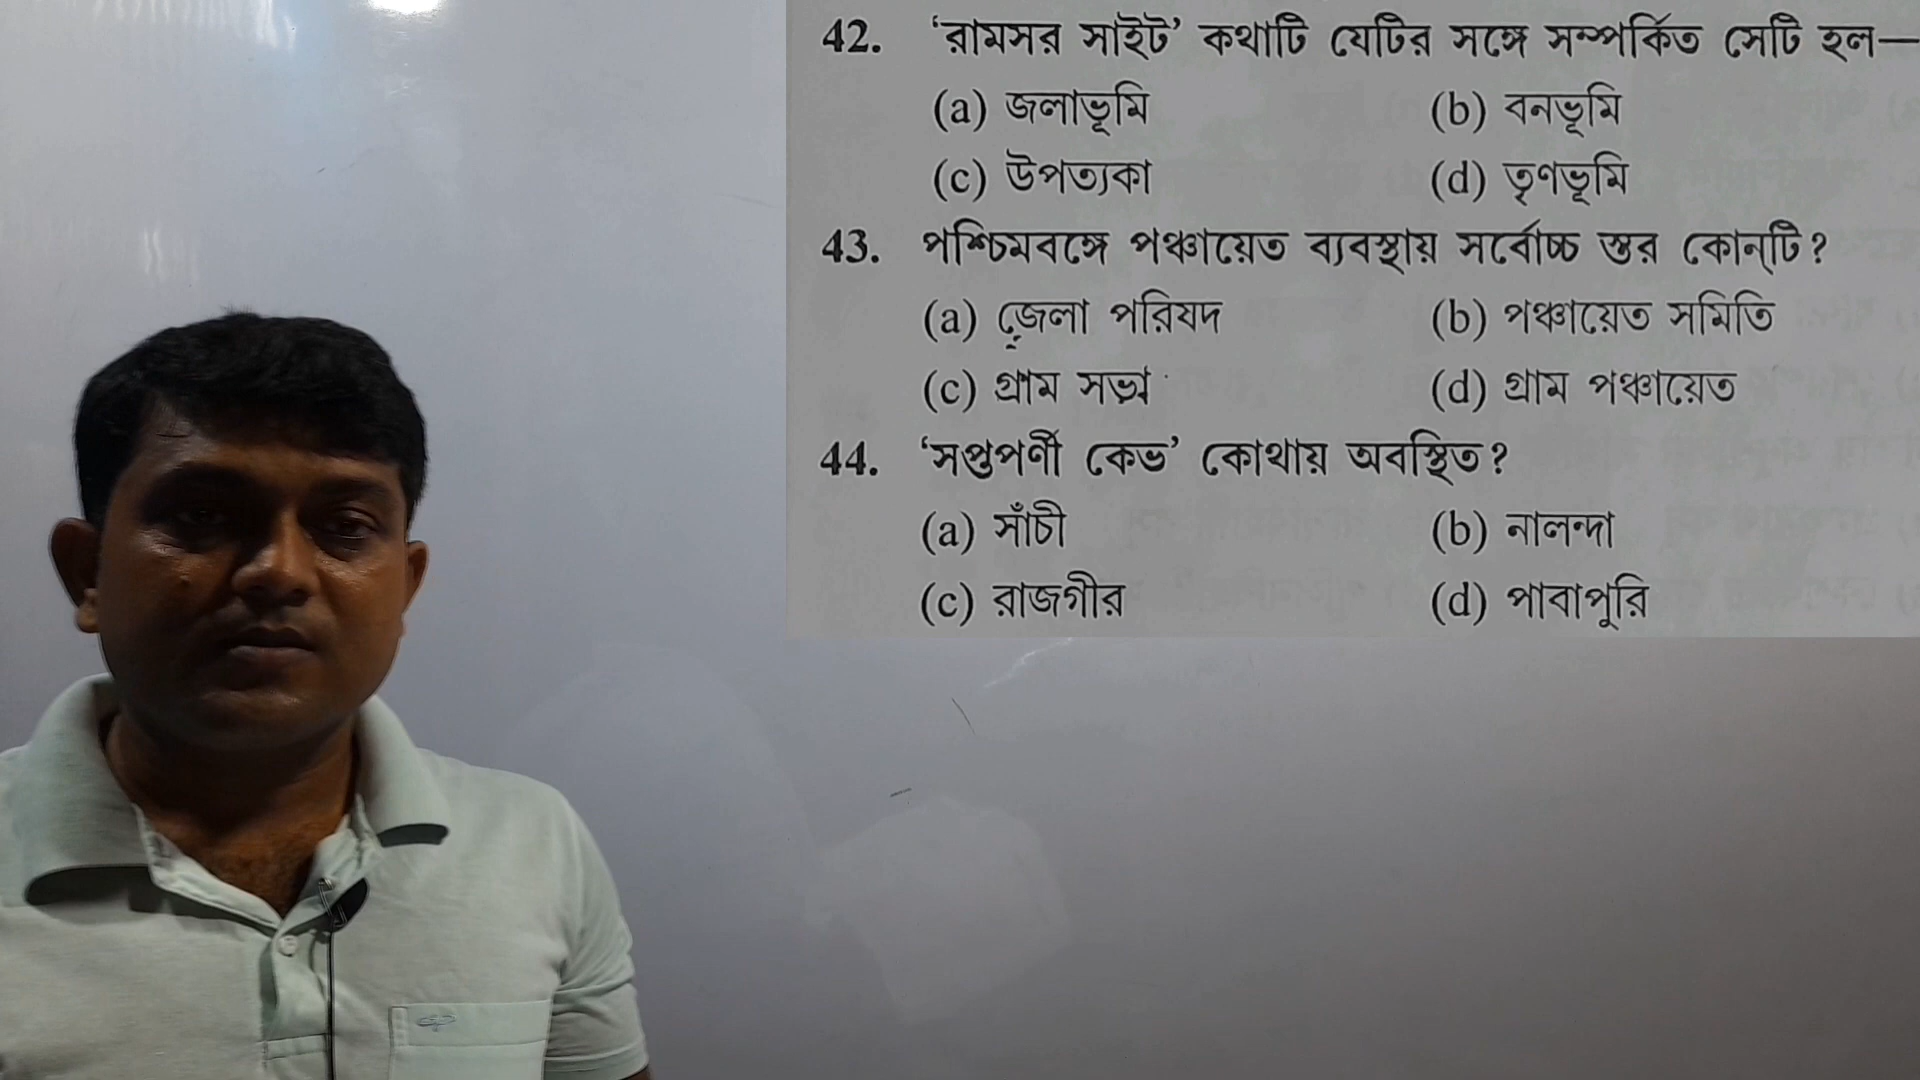 42. ‘রামসর সাইট’ কথাটি যেটির সঙ্গে সম্পর্কিত সেটি হল—
(a) জলাভূমি (b) বনভূমি
(c) উপত্যকা (d) তৃণভূমি
43. পশ্চিমবঙ্গে পঞ্চায়েত ব্যবস্থায় সর্বোচ্চ স্তর কোন্‌টি?
(a) জেলা পরিষদ (b) পঞ্চায়েত সমিতি
(c) গ্রাম সভা (d) গ্রাম পঞ্চায়েত
44. ‘সপ্তপর্ণী কেভ’ কোথায় অবস্থিত?
(a) সাঁচী (b) নালন্দা
(c) রাজগীর (d) পাবাপুরি